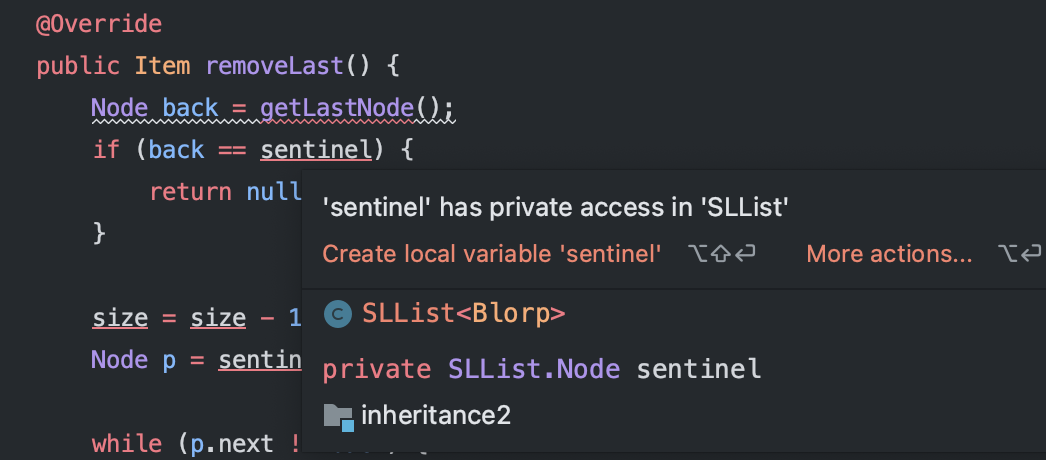 @Override
public Item removeLast() {
Node back = getLastNode();
if (back == sentinel) {
return null
}
'sentinel' has private access in 'SLList'
Create local variable 'sentinel' ⌥⇧⏎ More actions... ⌥⏎
C SLList<Blorp>
private SLList.Node sentinel
inheritance2
size = size - 1
Node p = sentin
while (p.next !